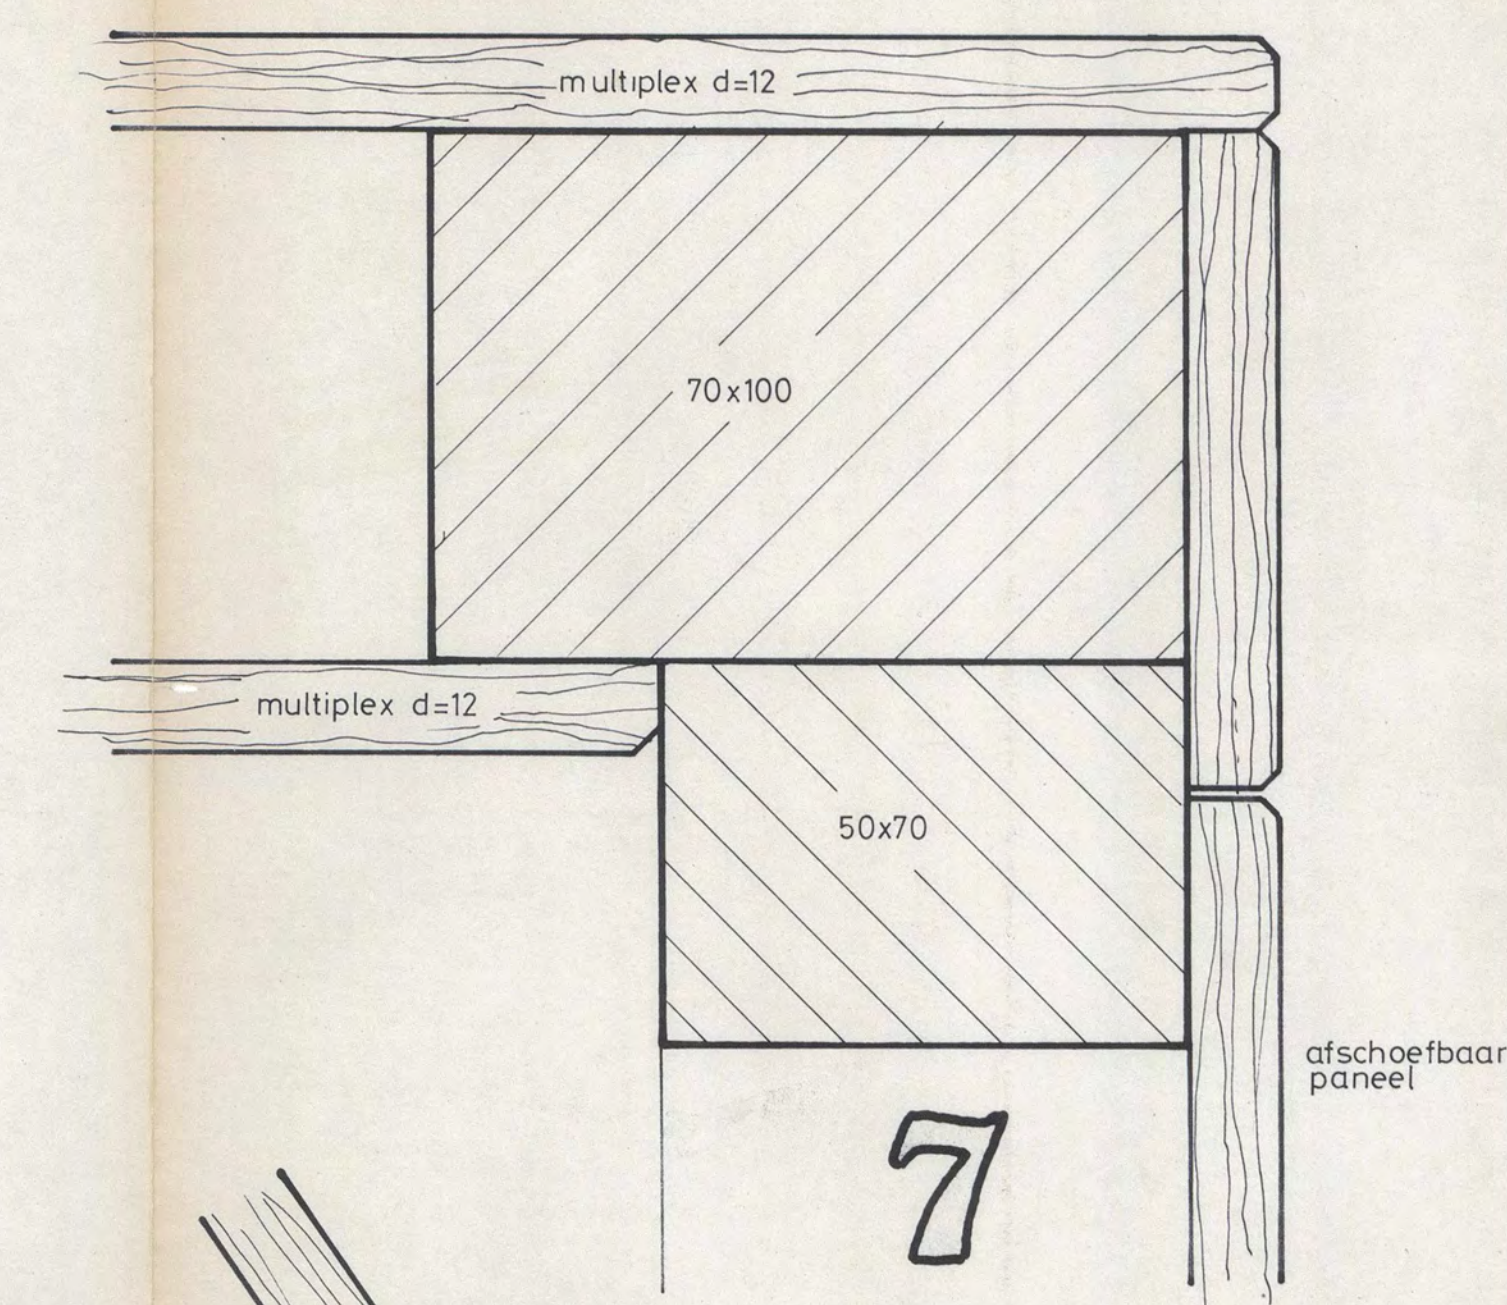 multiplex d=12
70x100
multiplex d=12
50x70
afschoefbaar
paneel
7